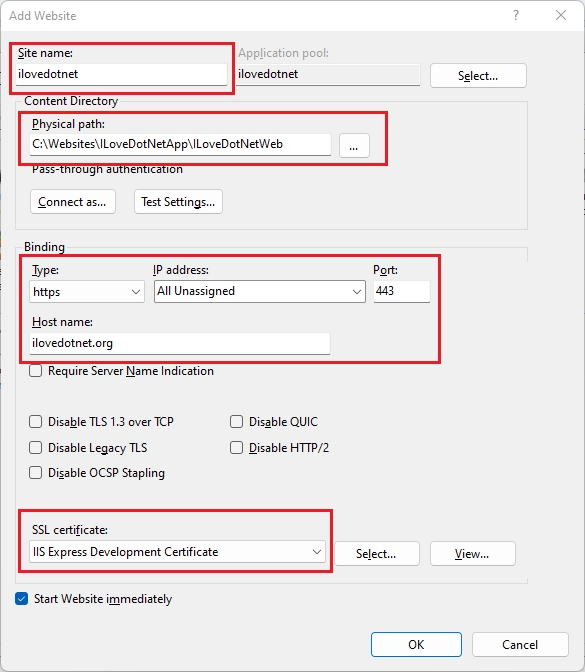 Add Website
?
Site name:
Application pool:
ilovedotnet
ilovedotnet
Select...
Content Directory
Physical path:
C:\Websites\ILoveDotNetApp\ILoveDotNetWeb
...
Pass-through authentication
Connect as...
Test Settings...
Binding
Type:
IP address:
Port:
https
All Unassigned
443
Host name:
ilovedotnet.org
Require Server Name Indication
Disable TLS 1.3 over TCP
Disable QUIC
Disable Legacy TLS
Disable HTTP/2
Disable OCSP Stapling
SSL certificate:
IIS Express Development Certificate
Select...
View...
Start Website immediately
OK
Cancel